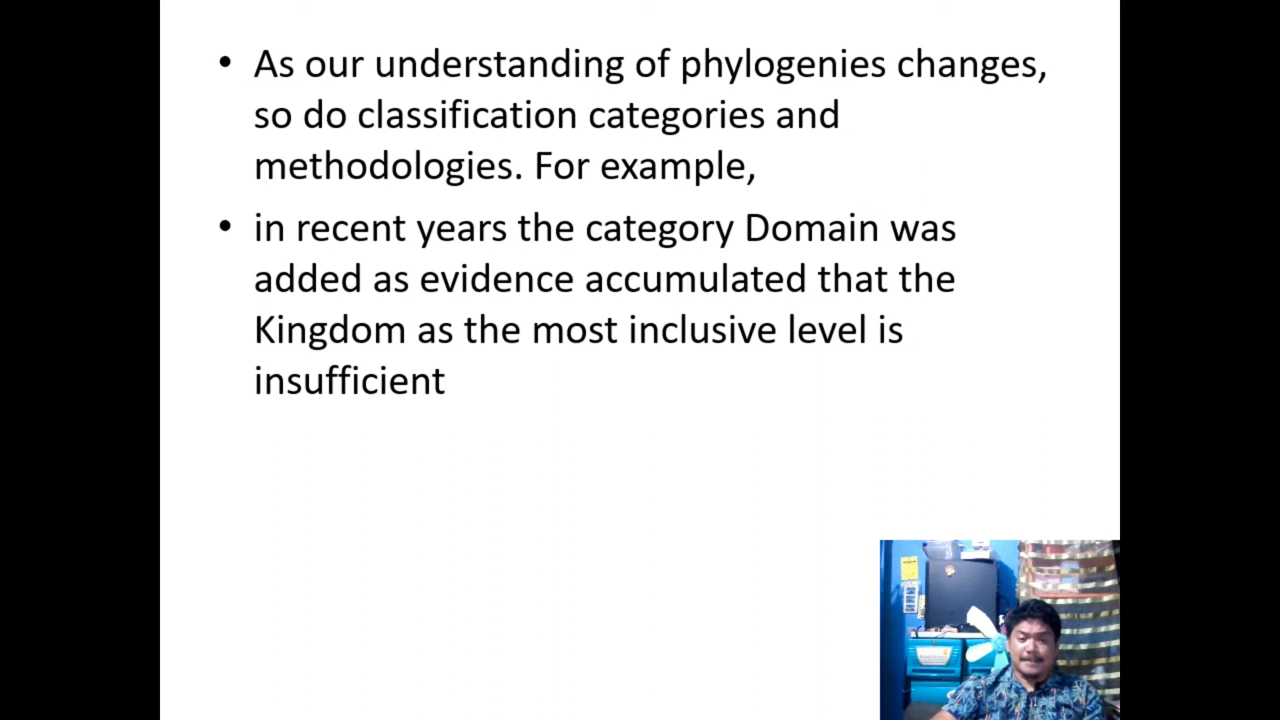 • As our understanding of phylogenies changes,
so do classification categories and
methodologies. For example,
• in recent years the category Domain was
added as evidence accumulated that the
Kingdom as the most inclusive level is
insufficient